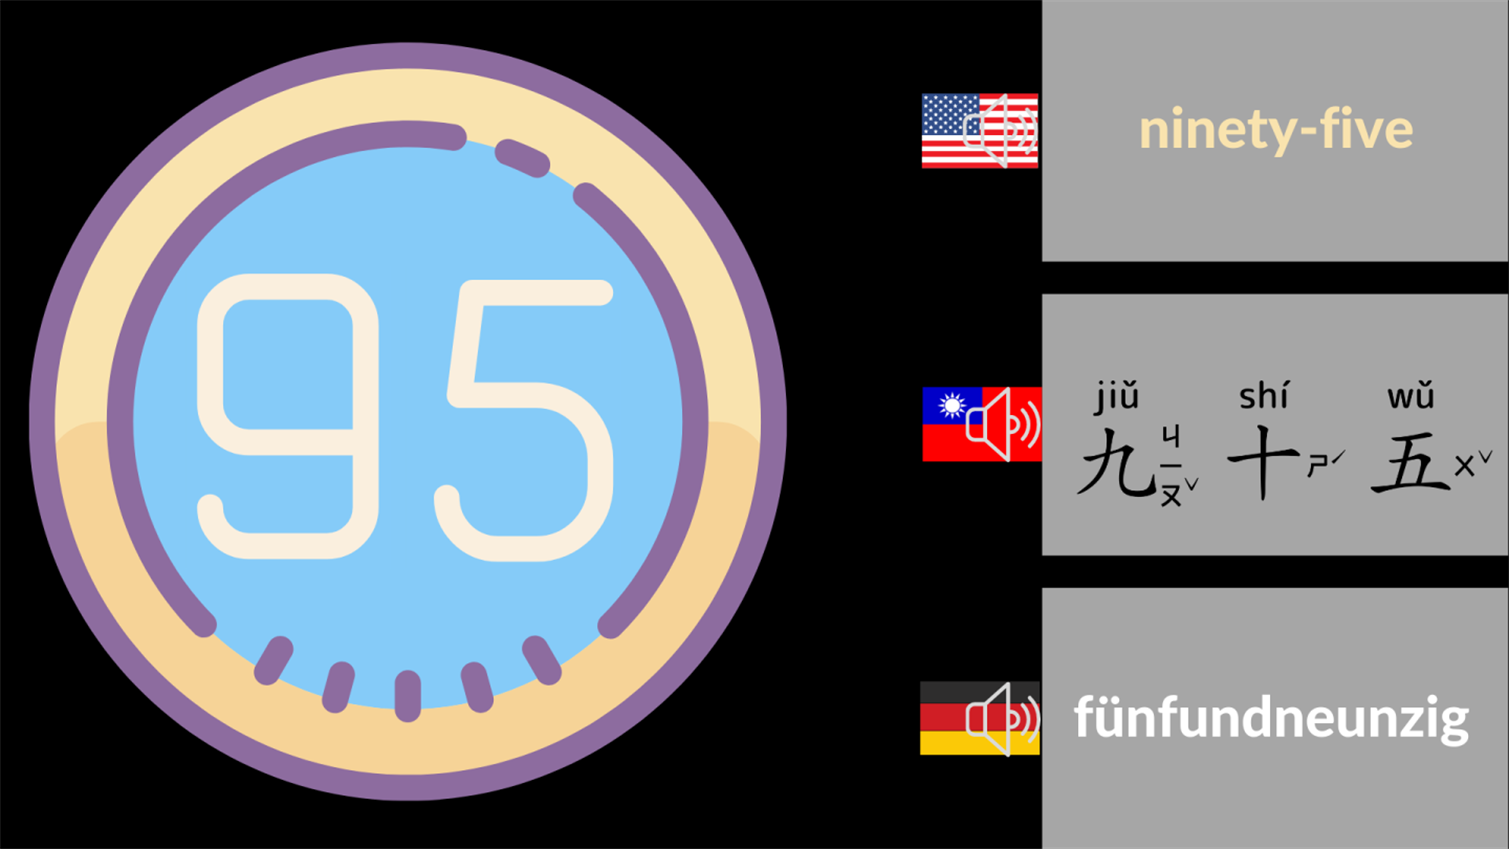 95
ninety-five
jiǔ shí wǔ
九ㄐㄧㄡˇ 十ㄕˊ 五ㄨˇ
fünfundneunzig